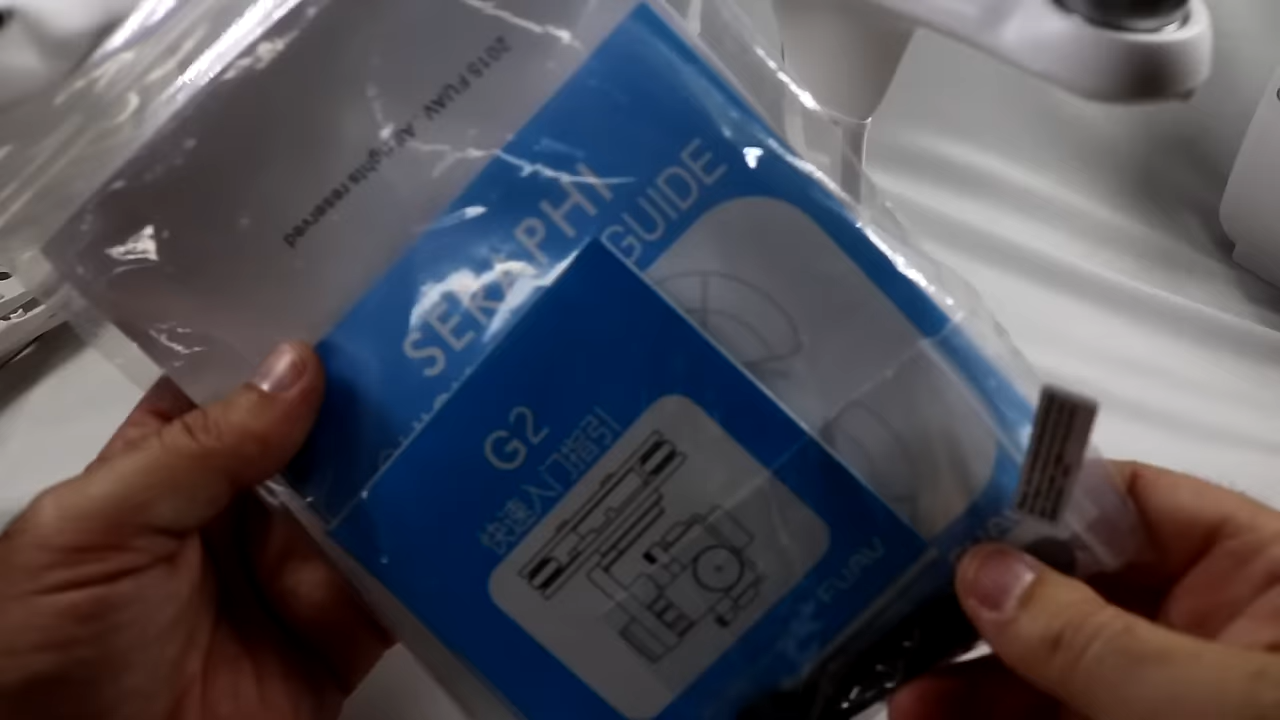 2015 FUAV. All rights reserved
SERAPHI
GUIDE
G2
快速入门指引
FUAV